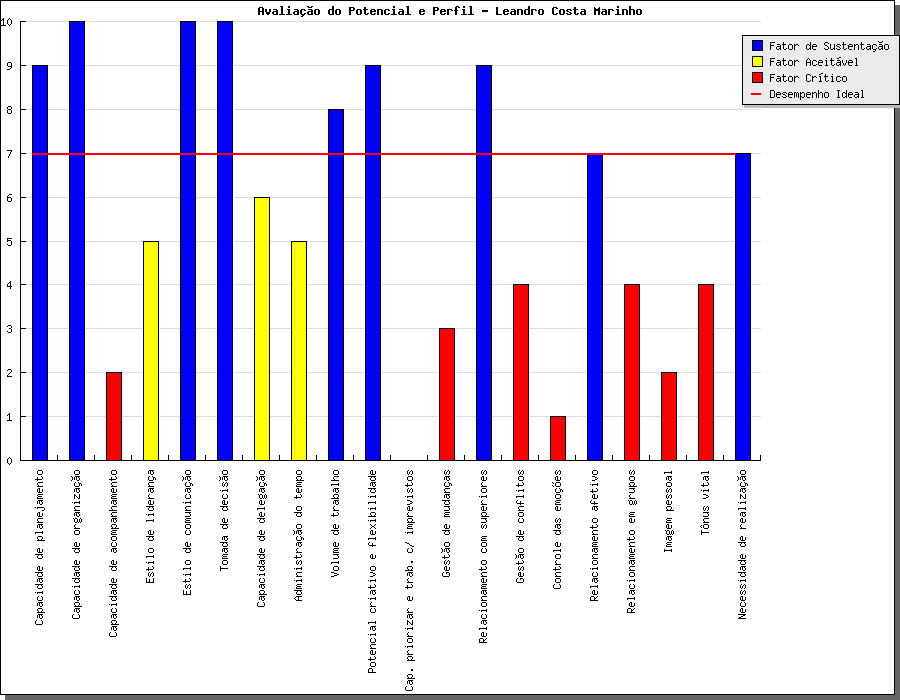 Avaliação do Potencial e Perfil - Leandro Costa Marinho
Fator de Sustentação
Fator Aceitável
Fator Crítico
Desempenho Ideal
10
9
8
7
6
5
4
3
2
1
0
Capacidade de planejamento
Capacidade de organização
Capacidade de acompanhamento
Estilo de liderança
Estilo de comunicação
Tomada de decisão
Capacidade de delegação
Administração do tempo
Volume de trabalho
Potencial criativo e flexibilidade
Cap. priorizar e trab. c/ imprevistos
Gestão de mudanças
Relacionamento com superiores
Gestão de conflitos
Controle das emoções
Relacionamento afetivo
Relacionamento em grupos
Imagem pessoal
Tônus vital
Necessidade de realização